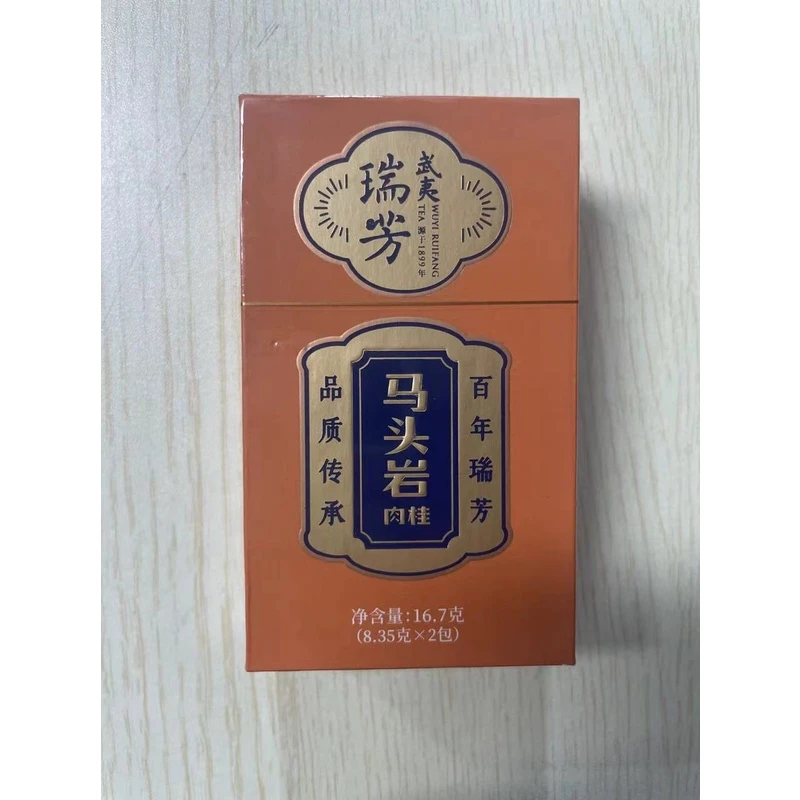 武夷
瑞芳
WUYI RUIFANG
TEA 源于1899年
百年瑞芳
马头岩
肉桂
品质传承
净含量:16.7克
(8.35克×2包)